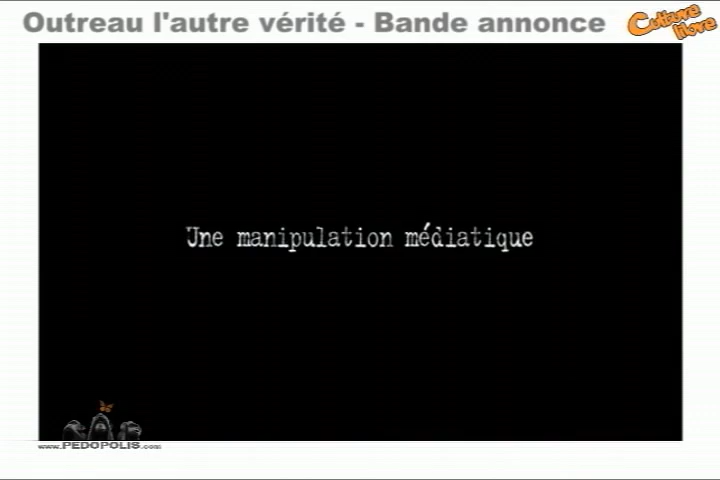 Outreau l'autre vérité - Bande annonce
Culture
libre
Une manipulation médiatique
www.PEDOPOLIS.com